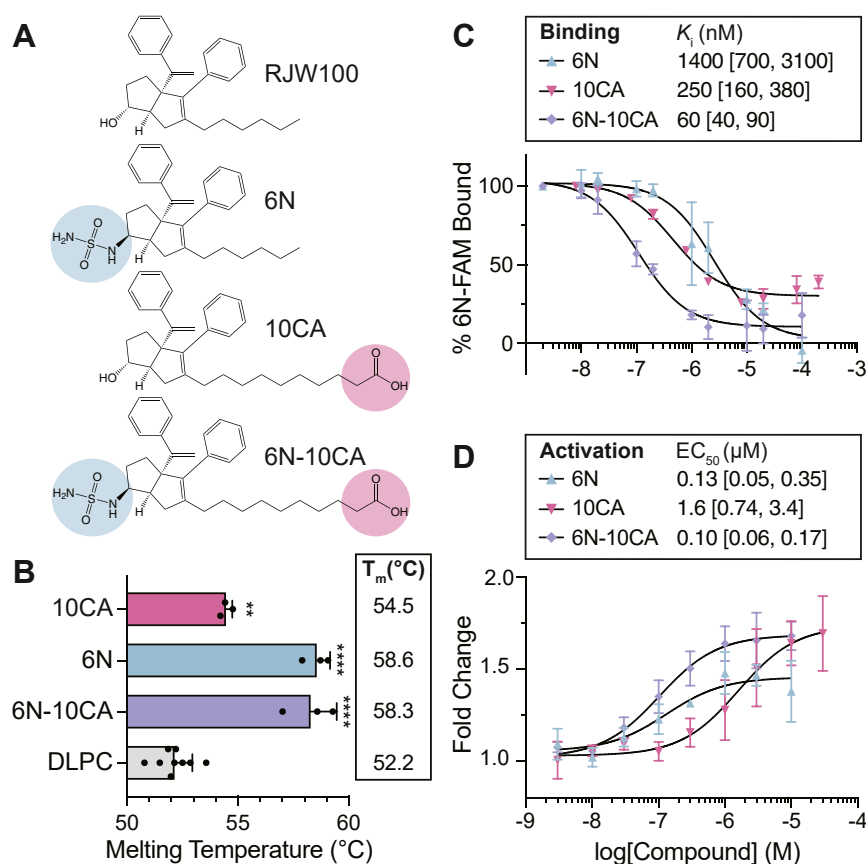 A
RJW100
HO
H
6N
H₂N
O
S
O
N
H
H
10CA
HO
H
O
OH
6N-10CA
H₂N
O
S
O
N
H
H
O
OH
B
Tm(°C)
10CA ** 54.5
6N **** 58.6
6N-10CA **** 58.3
DLPC 52.2
50 55 60
Melting Temperature (°C)
C
Binding Ki (nM)
6N 1400 [700, 3100]
10CA 250 [160, 380]
6N-10CA 60 [40, 90]
% 6N-FAM Bound
100
50
0
-8 -7 -6 -5 -4 -3
D
Activation EC₅₀ (µM)
6N 0.13 [0.05, 0.35]
10CA 1.6 [0.74, 3.4]
6N-10CA 0.10 [0.06, 0.17]
Fold Change
2.0
1.5
1.0
-9 -8 -7 -6 -5 -4
log[Compound] (M)